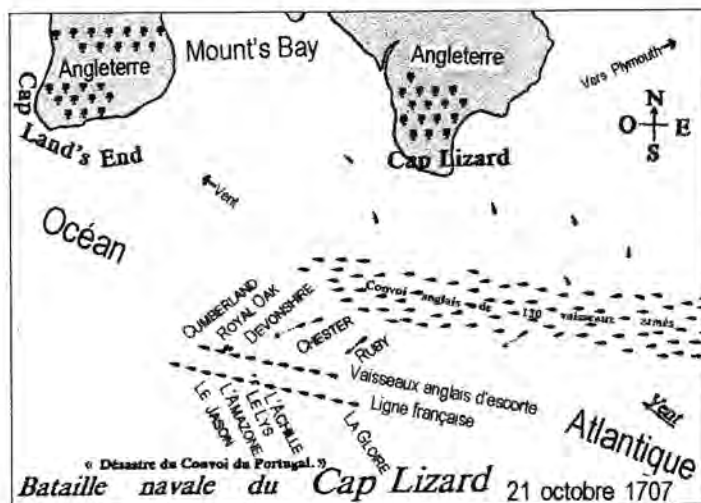 Mount's Bay
Angleterre
Angleterre
Vers Plymouth
Cap
Land's End
Cap Lizard
N
O E
S
Vent
Océan
CUMBERLAND
ROYAL OAK
DEVONSHIRE
CHESTER
RUBY
Convoi anglais de 130 vaisseaux armés
Vaisseaux anglais d'escorte
Ligne française
LE JASON
L'AMAZONE
LE LYS
L'ACHILLE
LA GLOIRE
Vent
Atlantique
« Désastre du Convoi du Portugal. »
Bataille navale du Cap Lizard 21 octobre 1707